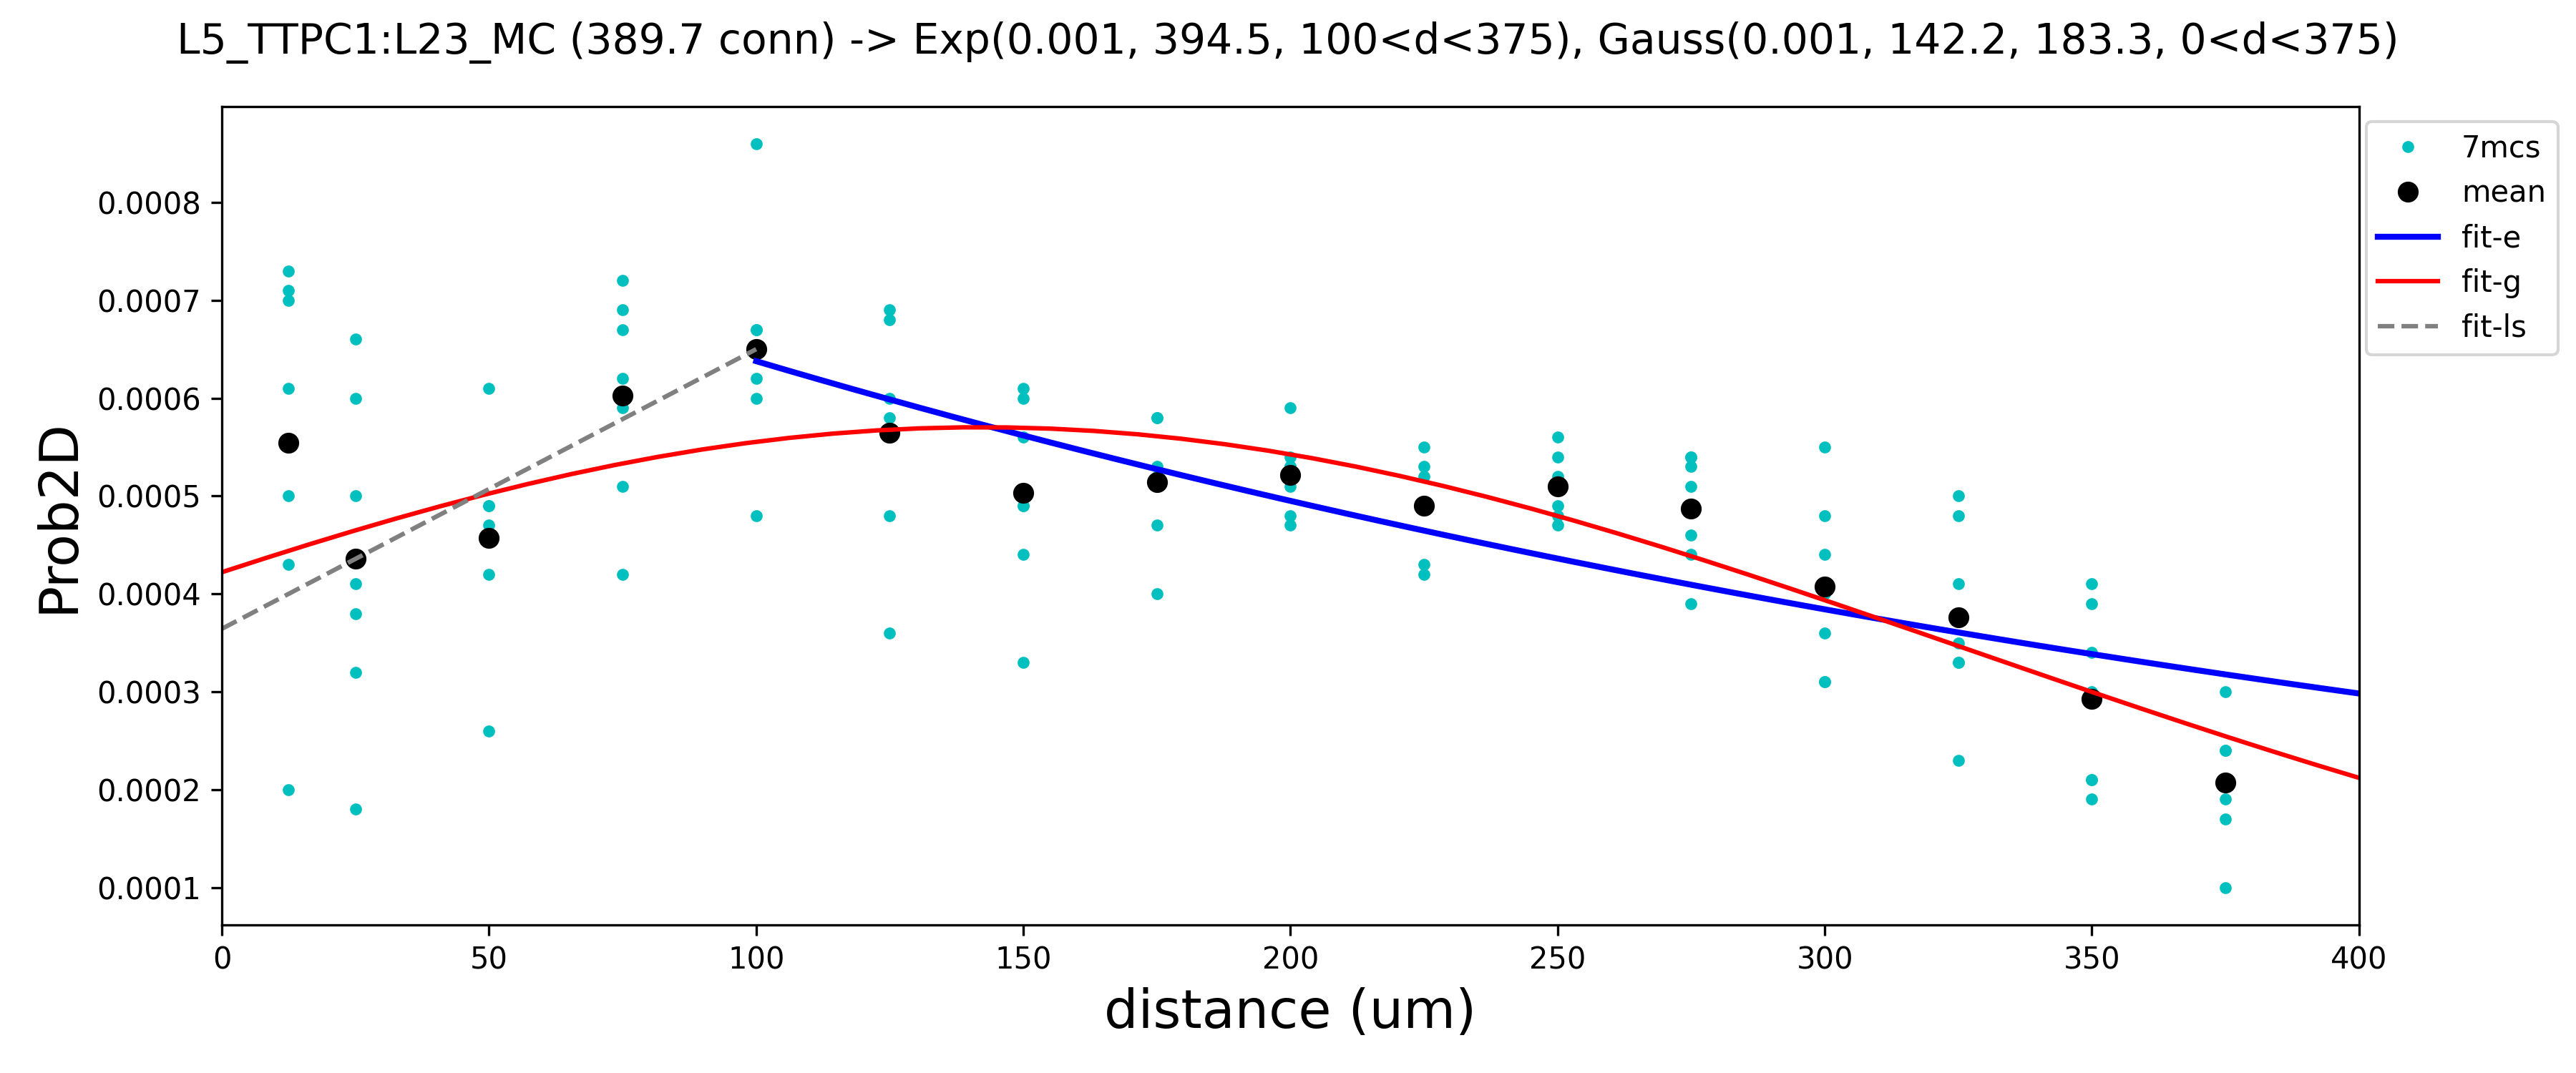 L5_TTPC1:L23_MC (389.7 conn) -> Exp(0.001, 394.5, 100<d<375), Gauss(0.001, 142.2, 183.3, 0<d<375)
7mcs
mean
fit-e
fit-g
fit-ls
Prob2D
0.0008
0.0007
0.0006
0.0005
0.0004
0.0003
0.0002
0.0001
0 50 100 150 200 250 300 350 400
distance (um)